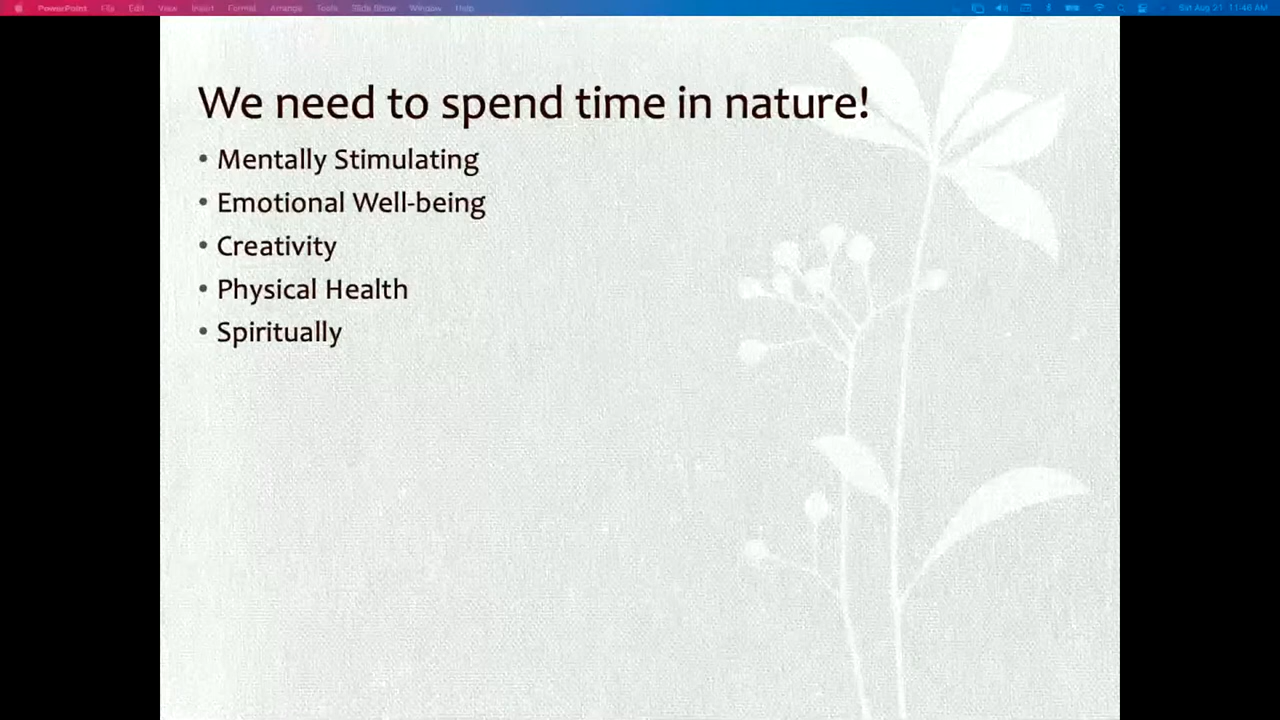 PowerPoint File Edit View Insert Format Arrange Tools Slide Show Window Help
Sat Aug 21 11:46 AM
We need to spend time in nature!
• Mentally Stimulating
• Emotional Well-being
• Creativity
• Physical Health
• Spiritually